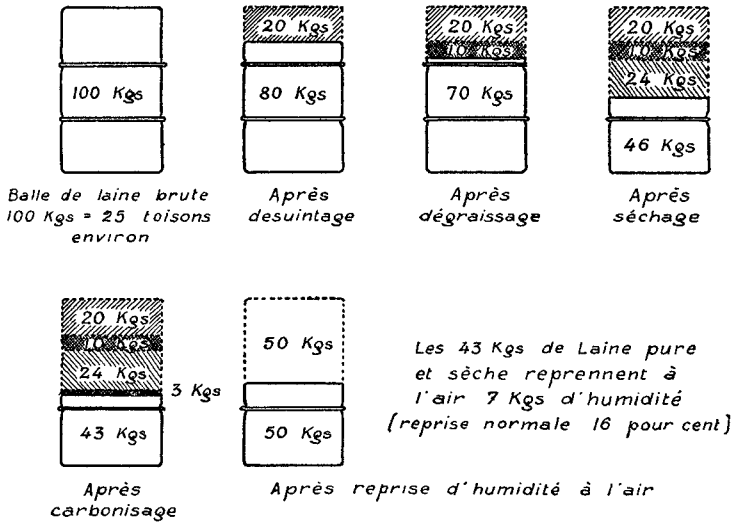 100 Kgs
Balle de laine brute
100 Kgs = 25 toisons
environ
20 Kgs
80 Kgs
Après
desuintage
20 Kgs
10 Kgs
70 Kgs
Après
dégraissage
20 Kgs
10 Kgs
24 Kgs
46 Kgs
Après
séchage
20 Kgs
10 Kgs
24 Kgs
3 Kgs
43 Kgs
Après
carbonisage
50 Kgs
50 Kgs
Après reprise d'humidité à l'air
Les 43 Kgs de Laine pure
et sèche reprennent à
l'air 7 Kgs d'humidité
(reprise normale 16 pour cent)